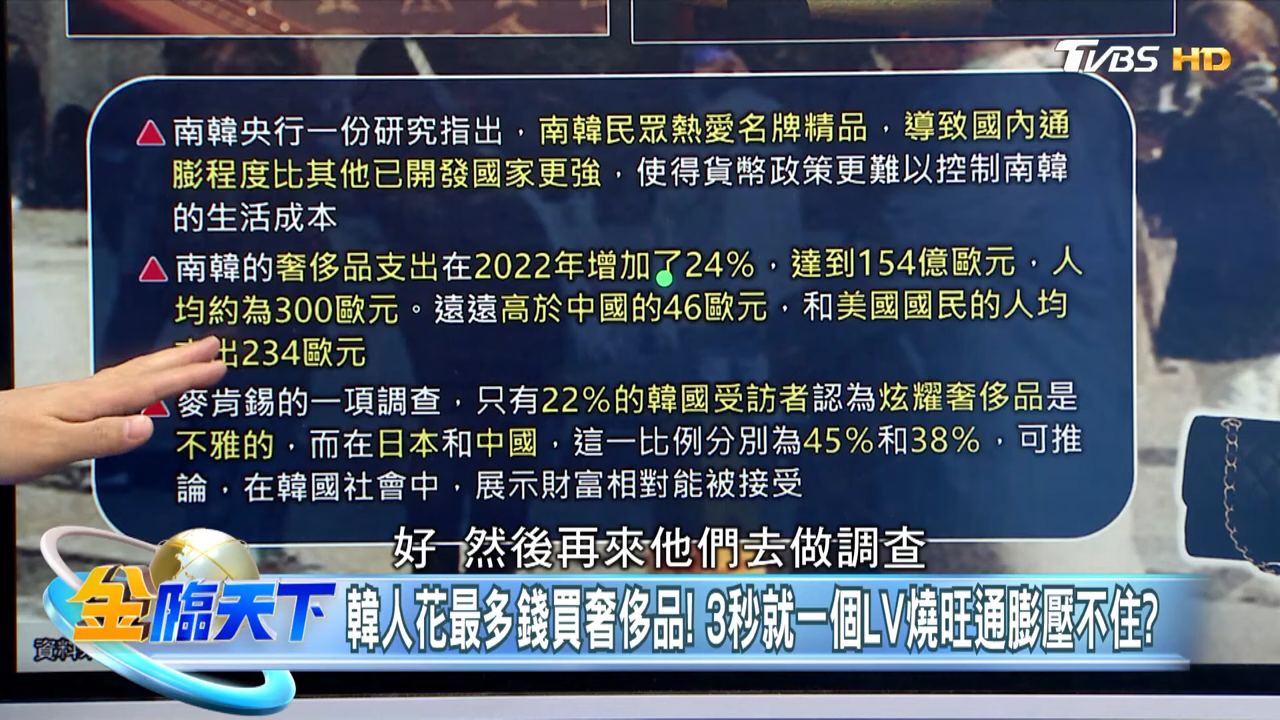 TVBS HD
南韓央行一份研究指出，南韓民眾熱愛名牌精品，導致國內通
膨程度比其他已開發國家更強，使得貨幣政策更難以控制南韓
的生活成本
南韓的奢侈品支出在2022年增加了24%，達到154億歐元，人
均約為300歐元。遠遠高於中國的46歐元，和美國國民的人均
出234歐元
麥肯錫的一項調查，只有22%的韓國受訪者認為炫耀奢侈品是
不雅的，而在日本和中國，這一比例分別為45%和38%，可推
論，在韓國社會中，展示財富相對能被接受
好 然後再來他們去做調查
金臨天下
韓人花最多錢買奢侈品! 3秒就一個LV燒旺通膨壓不住?
資料